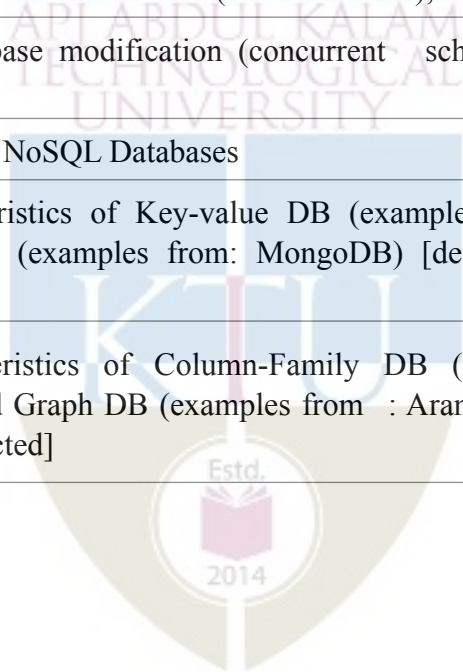 API ABDUL KALAM
TECHNOLOGICAL
UNIVERSITY
base modification (concurrent sch
NoSQL Databases
ristics of Key-value DB (example
(examples from: MongoDB) [de
eristics of Column-Family DB (
d Graph DB (examples from : Aran
cted]
KTU
Estd.
2014